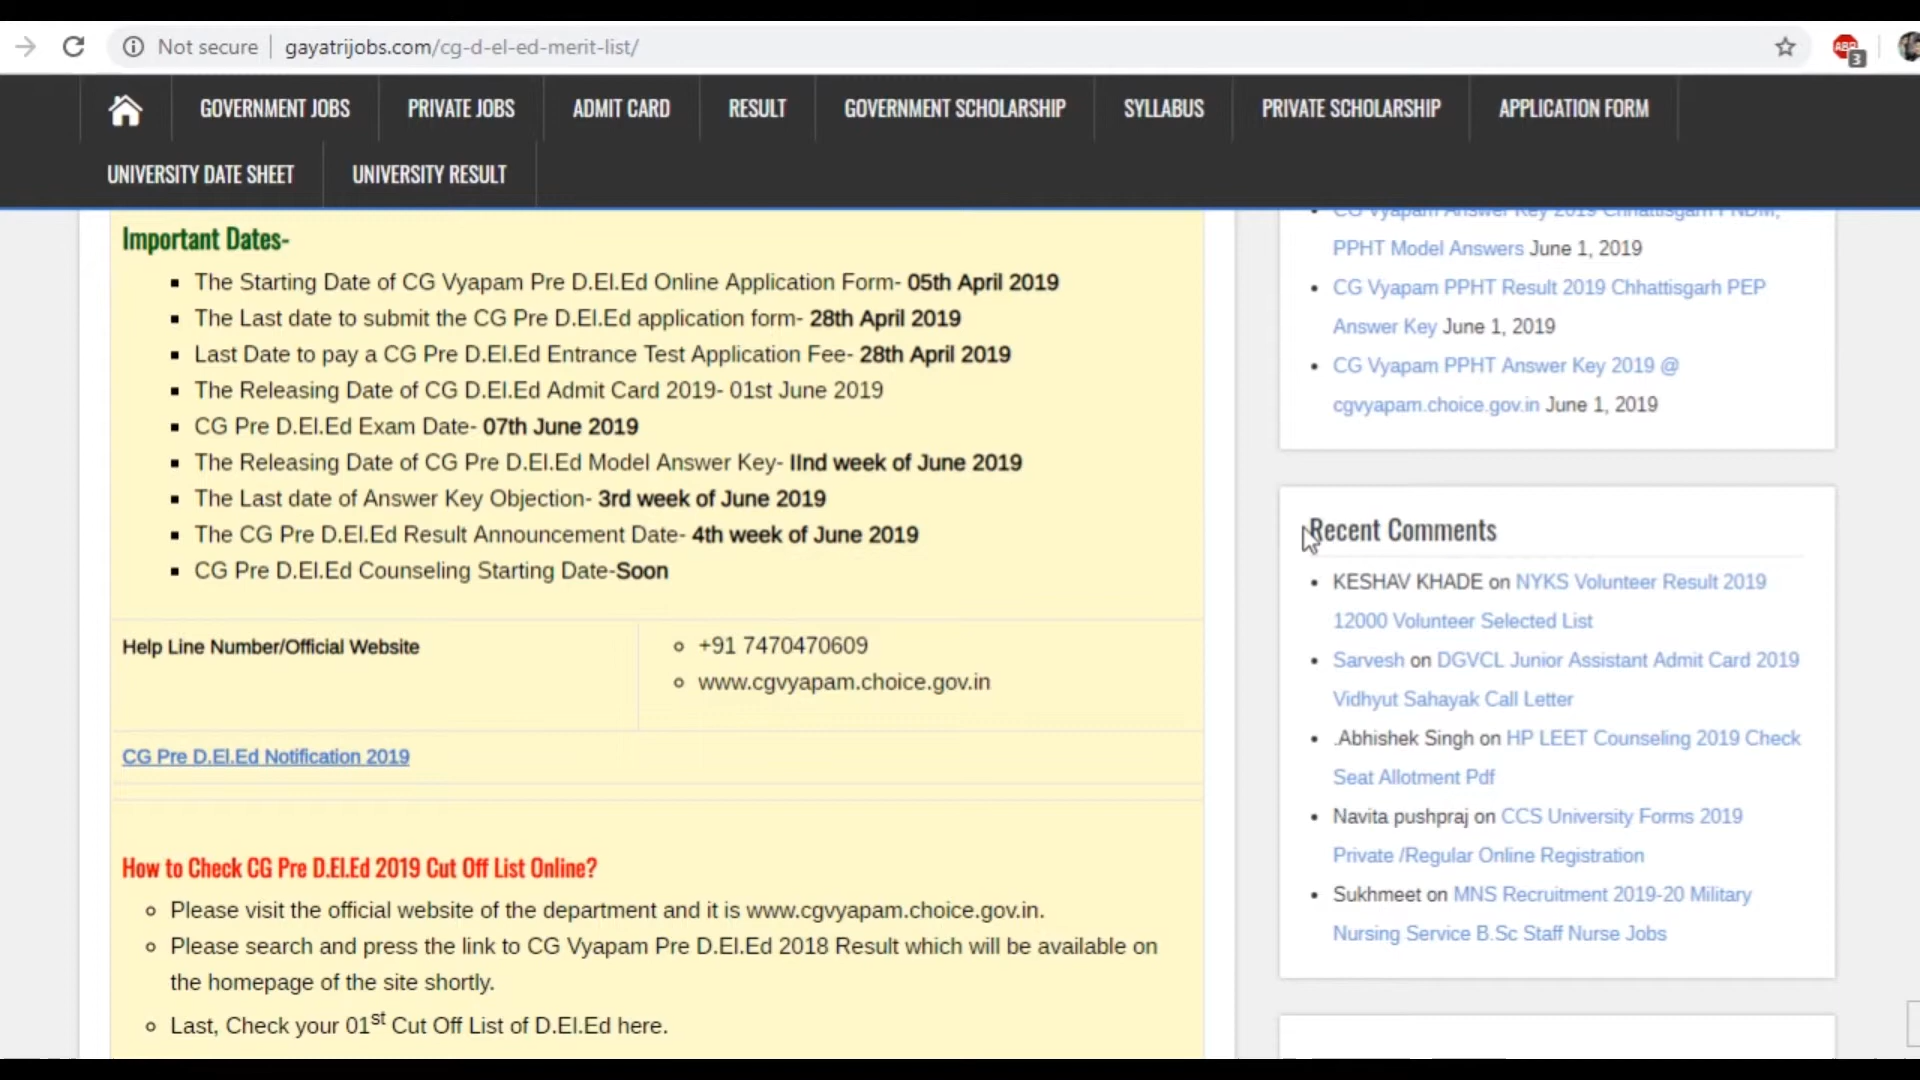 Not secure | gayatrijobs.com/cg-d-el-ed-merit-list/
ABP 3
GOVERNMENT JOBS PRIVATE JOBS ADMIT CARD RESULT GOVERNMENT SCHOLARSHIP SYLLABUS PRIVATE SCHOLARSHIP APPLICATION FORM
UNIVERSITY DATE SHEET UNIVERSITY RESULT
Important Dates-
The Starting Date of CG Vyapam Pre D.El.Ed Online Application Form- 05th April 2019
The Last date to submit the CG Pre D.El.Ed application form- 28th April 2019
Last Date to pay a CG Pre D.El.Ed Entrance Test Application Fee- 28th April 2019
The Releasing Date of CG D.El.Ed Admit Card 2019- 01st June 2019
CG Pre D.El.Ed Exam Date- 07th June 2019
The Releasing Date of CG Pre D.El.Ed Model Answer Key- IInd week of June 2019
The Last date of Answer Key Objection- 3rd week of June 2019
The CG Pre D.El.Ed Result Announcement Date- 4th week of June 2019
CG Pre D.El.Ed Counseling Starting Date-Soon
Help Line Number/Official Website
+91 7470470609
www.cgvyapam.choice.gov.in
CG Pre D.El.Ed Notification 2019
How to Check CG Pre D.El.Ed 2019 Cut Off List Online?
Please visit the official website of the department and it is www.cgvyapam.choice.gov.in.
Please search and press the link to CG Vyapam Pre D.El.Ed 2018 Result which will be available on
the homepage of the site shortly.
Last, Check your 01st Cut Off List of D.El.Ed here.
CG Vyapam Answer Key 2019 Chhattisgarh PNDM,
PPHT Model Answers June 1, 2019
CG Vyapam PPHT Result 2019 Chhattisgarh PEP
Answer Key June 1, 2019
CG Vyapam PPHT Answer Key 2019 @
cgvyapam.choice.gov.in June 1, 2019
Recent Comments
KESHAV KHADE on NYKS Volunteer Result 2019
12000 Volunteer Selected List
Sarvesh on DGVCL Junior Assistant Admit Card 2019
Vidhyut Sahayak Call Letter
.Abhishek Singh on HP LEET Counseling 2019 Check
Seat Allotment Pdf
Navita pushpraj on CCS University Forms 2019
Private /Regular Online Registration
Sukhmeet on MNS Recruitment 2019-20 Military
Nursing Service B.Sc Staff Nurse Jobs